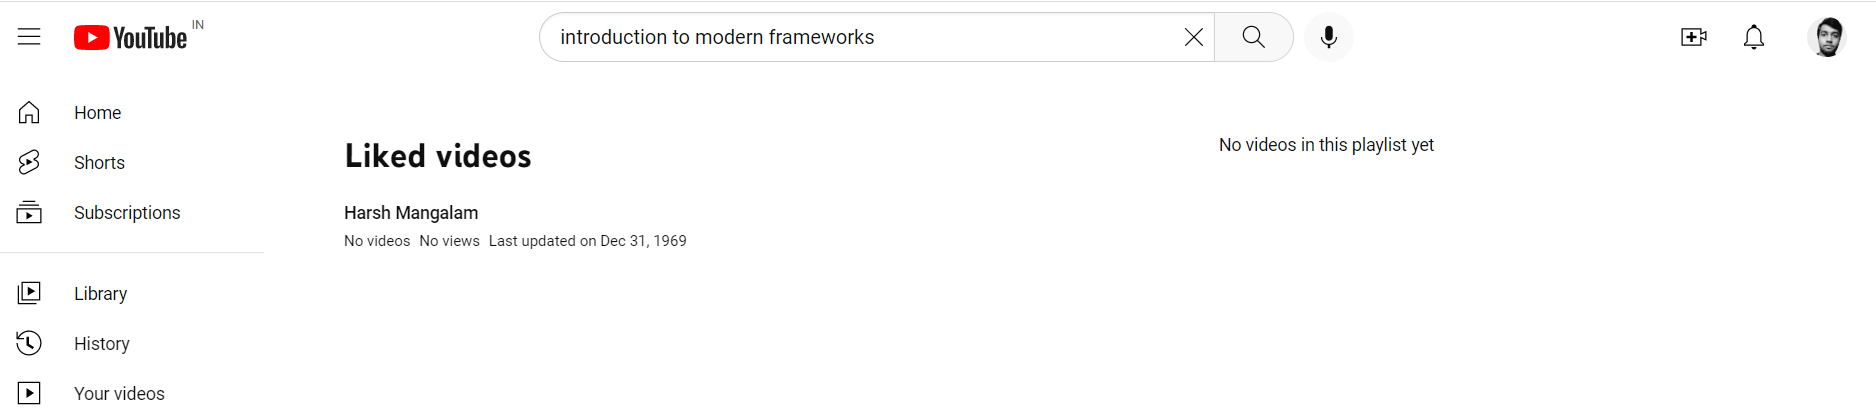 YouTube IN
introduction to modern frameworks
Home
Shorts
Subscriptions
Library
History
Your videos
Liked videos
Harsh Mangalam
No videos No views Last updated on Dec 31, 1969
No videos in this playlist yet